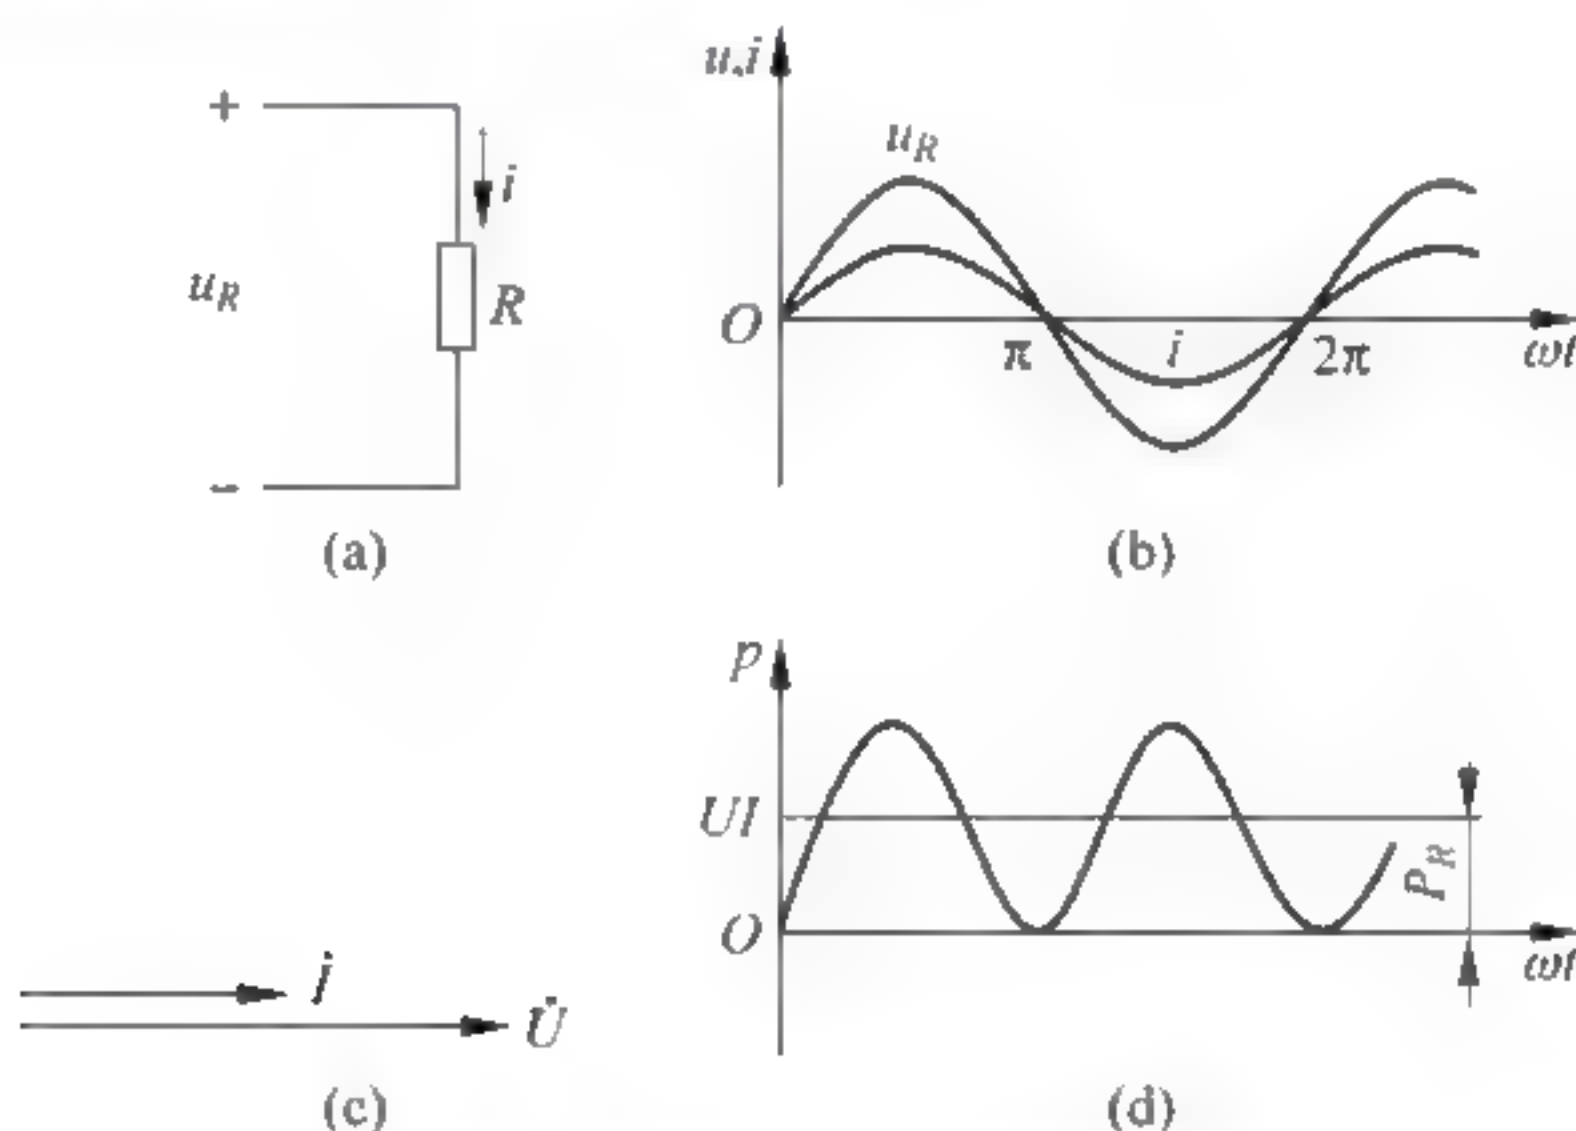 +
i
u_R
R
−
(a)
u,i
u_R
O
π
i
2π
ωt
(b)
İ
U̇
(c)
p
UI
P_R
O
ωt
(d)